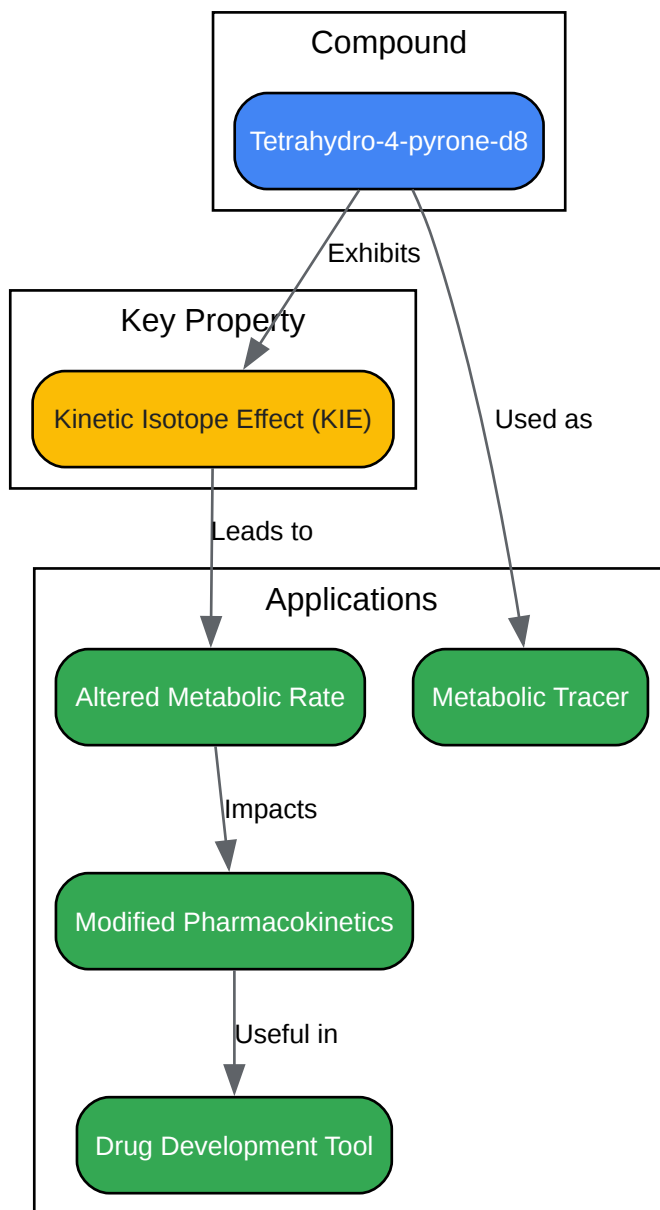 Compound
Tetrahydro-4-pyrone-d8
Exhibits
Key Property
Kinetic Isotope Effect (KIE)
Used as
Leads to
Applications
Altered Metabolic Rate
Metabolic Tracer
Impacts
Modified Pharmacokinetics
Useful in
Drug Development Tool